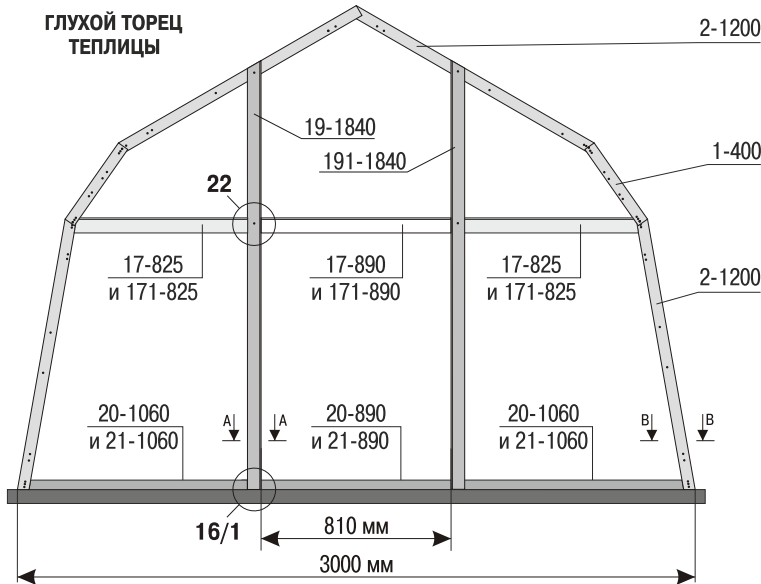 ГЛУХОЙ ТОРЕЦ
ТЕПЛИЦЫ
2-1200
19-1840
191-1840
1-400
22
17-825
и 171-825
17-890
и 171-890
17-825
и 171-825
2-1200
20-1060
и 21-1060
A
A
20-890
и 21-890
20-1060
и 21-1060
B
B
16/1
810 мм
3000 мм